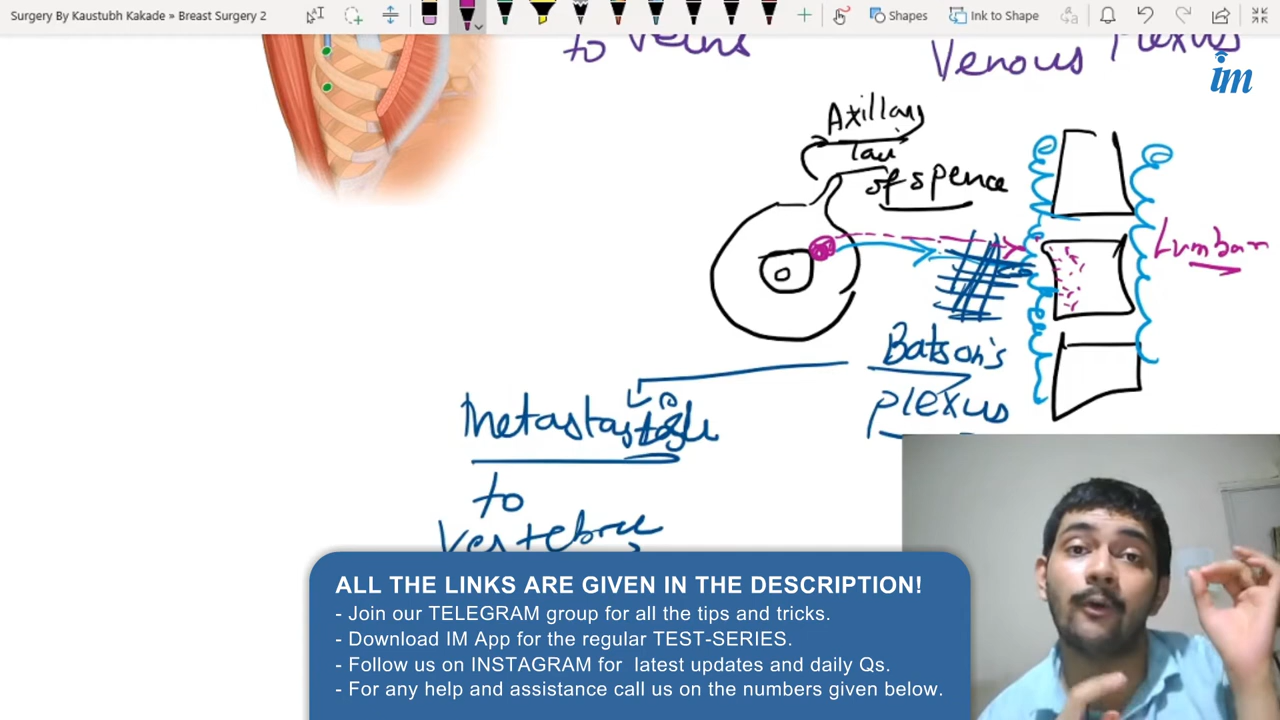 Surgery By Kaustubh Kakade » Breast Surgery 2
Shapes
Ink to Shape
to Veins
Venous Plexus
im
Axillary
Tail
of spence
Lumbar
Batson's
plexus
to
Vertebrae
ALL THE LINKS ARE GIVEN IN THE DESCRIPTION!
- Join our TELEGRAM group for all the tips and tricks.
- Download IM App for the regular TEST-SERIES.
- Follow us on INSTAGRAM for latest updates and daily Qs.
- For any help and assistance call us on the numbers given below.